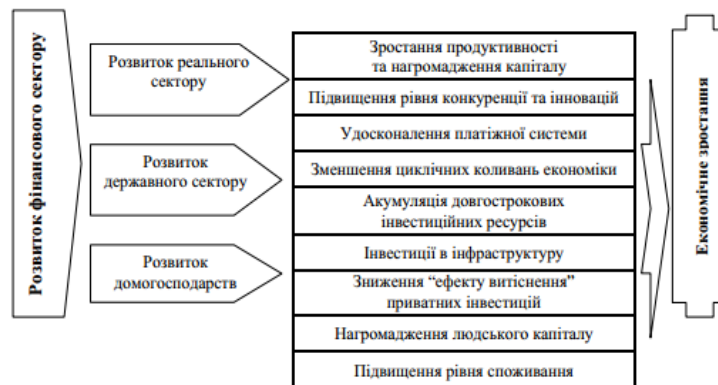 Розвиток фінансового сектору
Розвиток реального
сектору
Розвиток
державного сектору
Розвиток
домогосподарств
Зростання продуктивності
та нагромадження капіталу
Підвищення рівня конкуренції та інновацій
Удосконалення платіжної системи
Зменшення циклічних коливань економіки
Акумуляція довгострокових
інвестиційних ресурсів
Інвестиції в інфраструктуру
Зниження “ефекту витіснення”
приватних інвестицій
Нагромадження людського капіталу
Підвищення рівня споживання
Економічне зростання